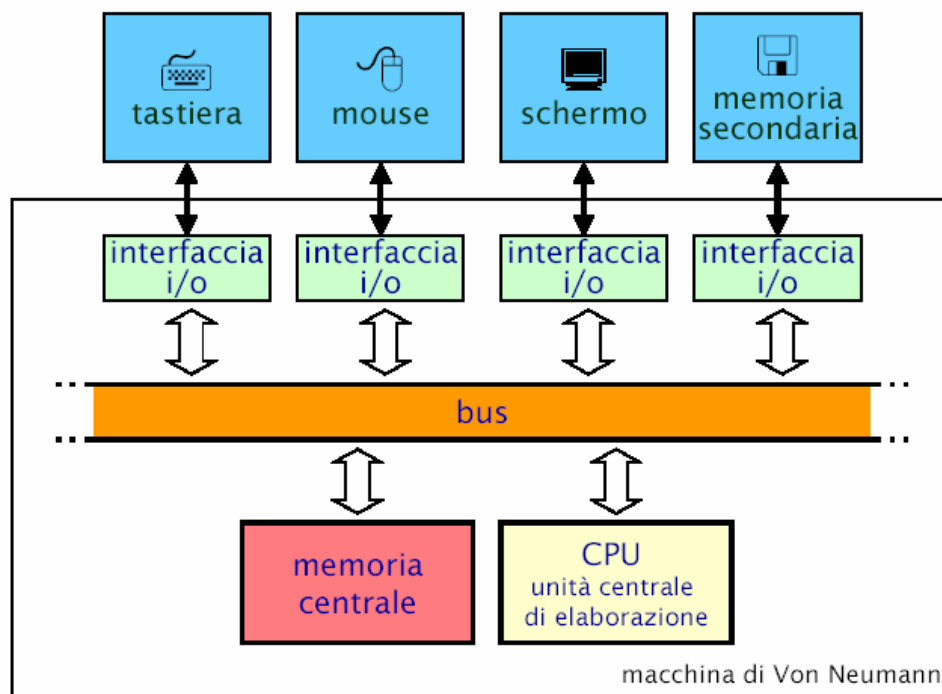 tastiera
mouse
schermo
memoria
secondaria
interfaccia
i/o
interfaccia
i/o
interfaccia
i/o
interfaccia
i/o
bus
memoria
centrale
CPU
unità centrale
di elaborazione
macchina di Von Neumann